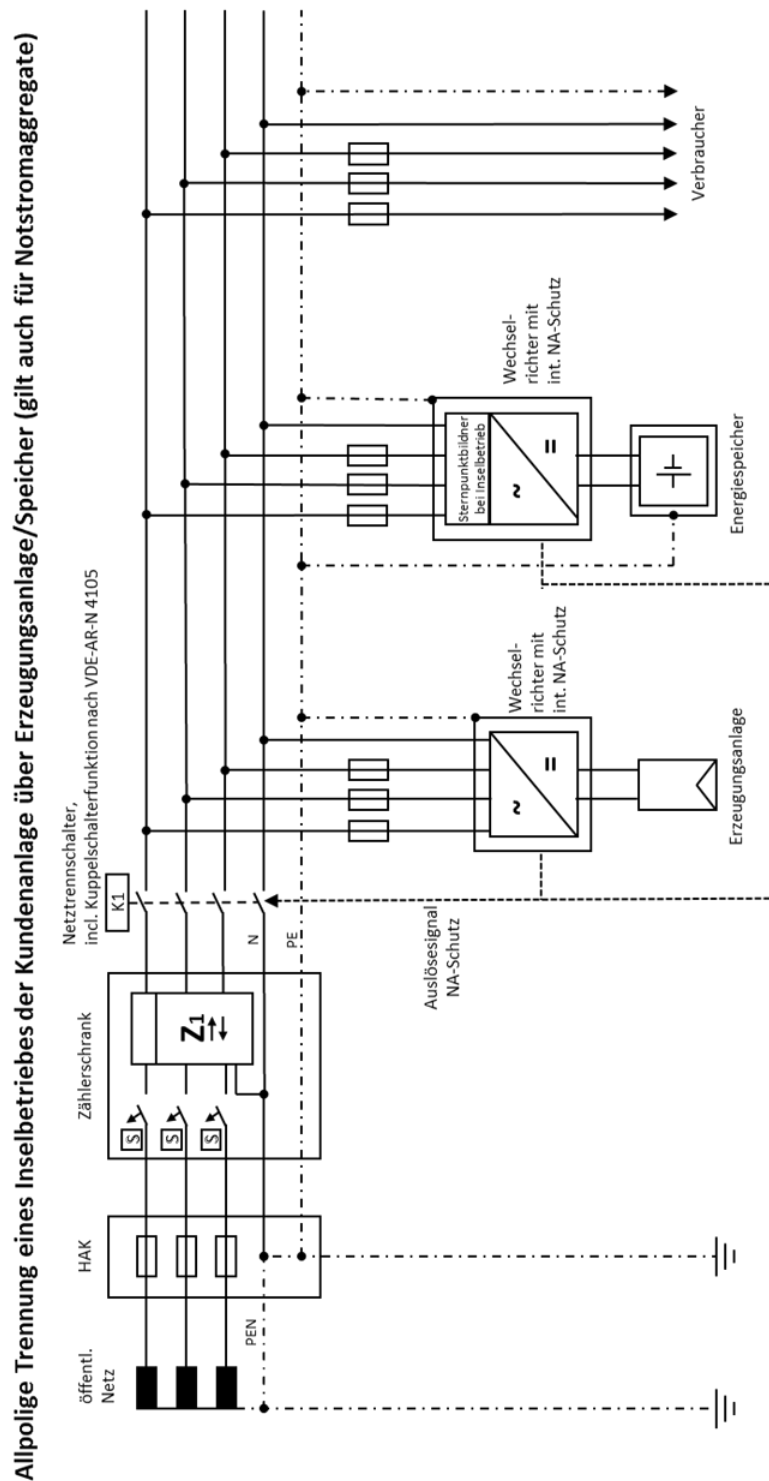 Allpolige Trennung eines Inselbetriebes der Kundenanlage über Erzeugungsanlage/Speicher (gilt auch für Notstromaggregate)
öffentl.
Netz
PEN
HAK
Zählerschrank
S
S
S
Z1
Netztrennschalter,
incl. Kuppelschalterfunktion nach VDE-AR-N 4105
K1
N
PE
Auslösesignal
NA-Schutz
Wechsel-
richter mit
int. NA-Schutz
~
=
Erzeugungsanlage
Wechsel-
richter mit
int. NA-Schutz
Sternpunktbildner
bei Inselbetrieb
~
=
Energiespeicher
Verbraucher